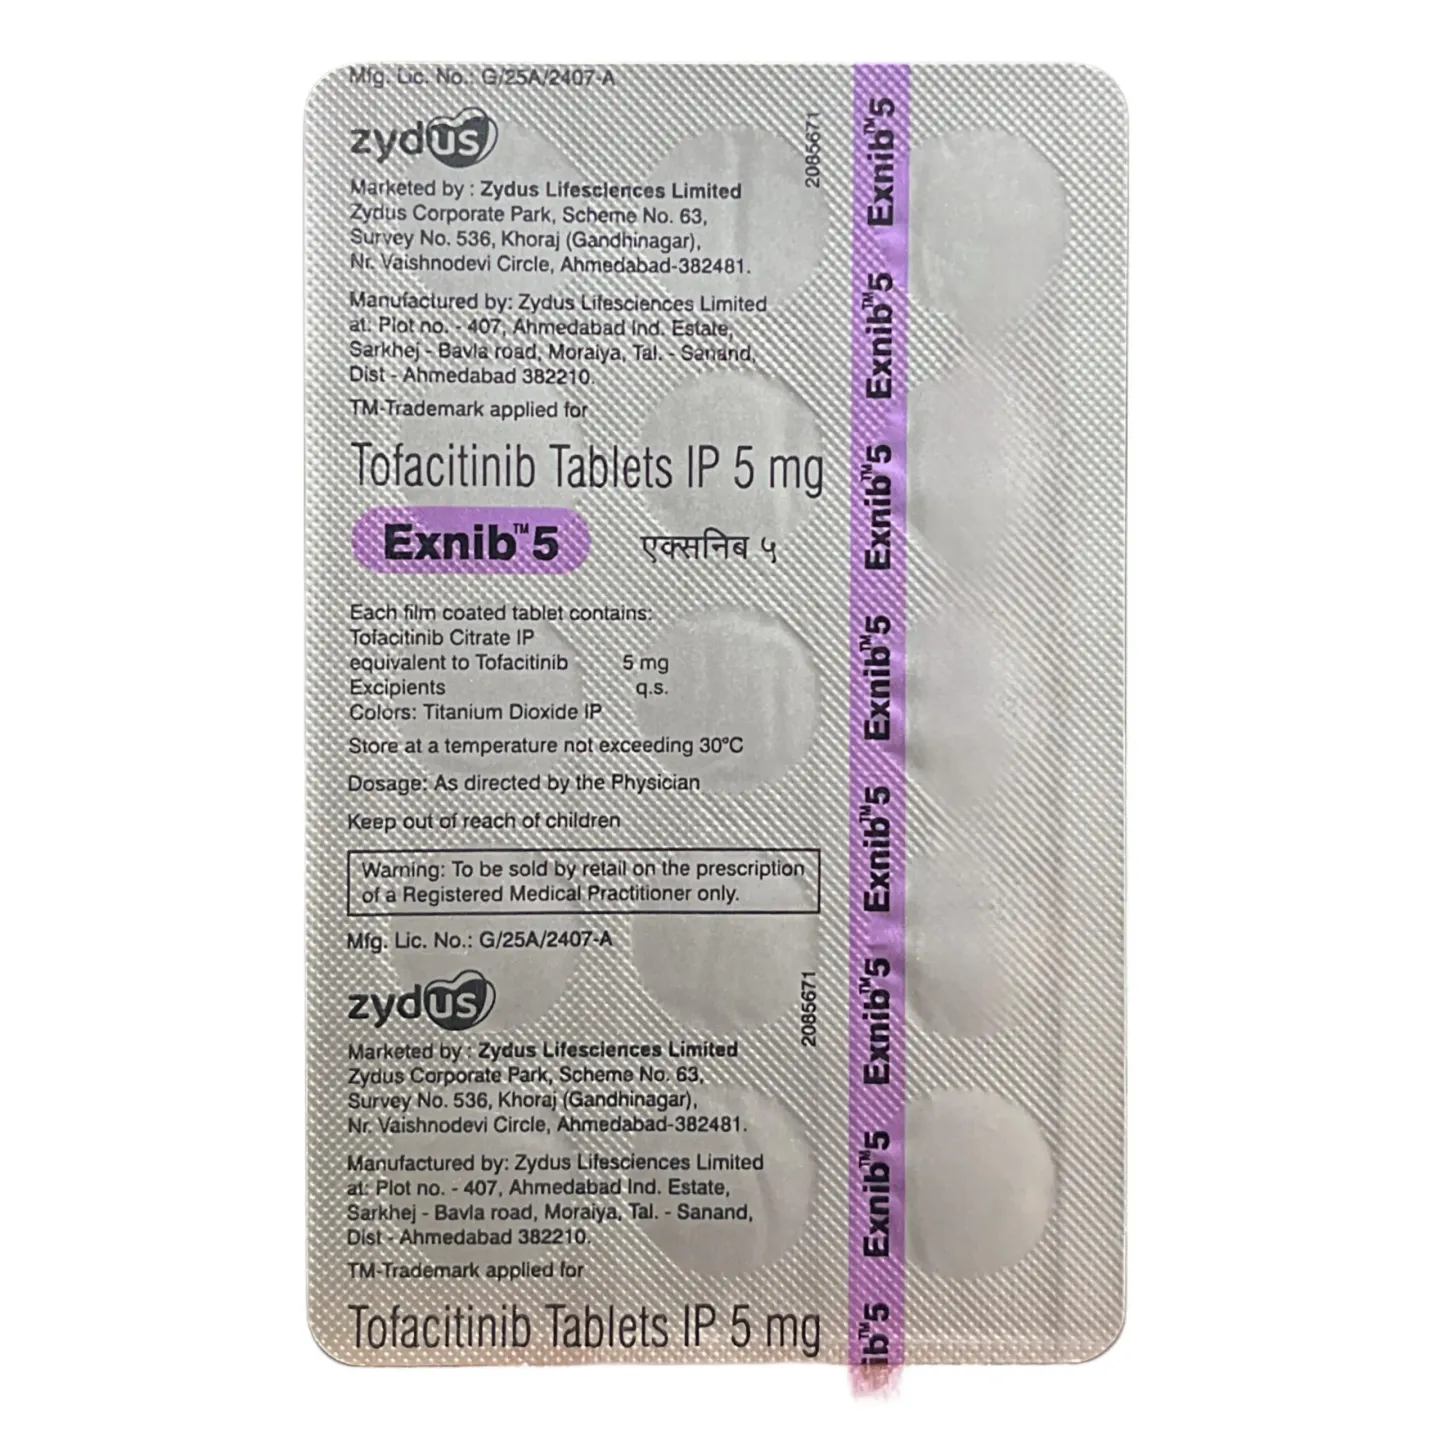 Mfg. Lic. No.: G/25A/2407-A
zydus
2085671
Marketed by : Zydus Lifesciences Limited
Zydus Corporate Park, Scheme No. 63,
Survey No. 536, Khoraj (Gandhinagar),
Nr. Vaishnodevi Circle, Ahmedabad-382481.
Manufactured by: Zydus Lifesciences Limited
at: Plot no. - 407, Ahmedabad Ind. Estate,
Sarkhej - Bavla road, Moraiya, Tal. - Sanand,
Dist - Ahmedabad 382210.
TM-Trademark applied for
Tofacitinib Tablets IP 5 mg
Exnib™5 एक्सनिब ५
Each film coated tablet contains:
Tofacitinib Citrate IP
equivalent to Tofacitinib 5 mg
Excipients q.s.
Colors: Titanium Dioxide IP
Store at a temperature not exceeding 30°C
Dosage: As directed by the Physician
Keep out of reach of children
Warning: To be sold by retail on the prescription
of a Registered Medical Practitioner only.
Mfg. Lic. No.: G/25A/2407-A
zydus
2085671
Marketed by : Zydus Lifesciences Limited
Zydus Corporate Park, Scheme No. 63,
Survey No. 536, Khoraj (Gandhinagar),
Nr. Vaishnodevi Circle, Ahmedabad-382481.
Manufactured by: Zydus Lifesciences Limited
at: Plot no. - 407, Ahmedabad Ind. Estate,
Sarkhej - Bavla road, Moraiya, Tal. - Sanand,
Dist - Ahmedabad 382210.
TM-Trademark applied for
Tofacitinib Tablets IP 5 mg
Exnib™5
Exnib™5
Exnib™5
Exnib™5
Exnib™5
Exnib™5
Exnib™5
ib™5